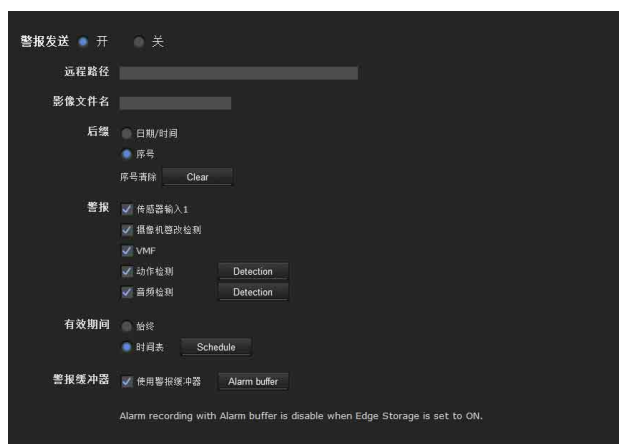 警报发送 开 关
远程路径
影像文件名
后缀 日期/时间
序号
序号清除 Clear
警报 传感器输入1
摄像机篡改检测
VMF
动作检测 Detection
音频检测 Detection
有效期间 始终
时间表 Schedule
警报缓冲器 使用警报缓冲器 Alarm buffer
Alarm recording with Alarm buffer is disable when Edge Storage is set to ON.